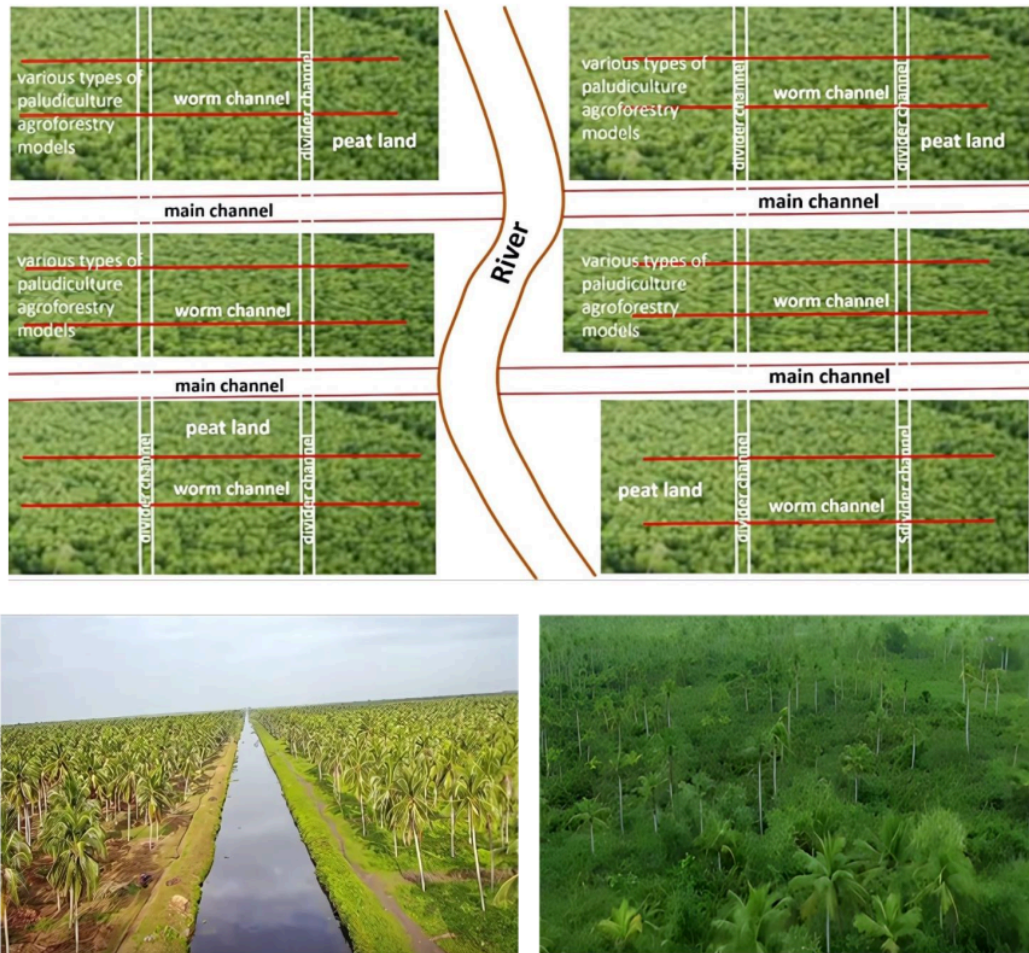 various types of
paludiculture
agroforestry
models
worm channel
divider channel
peat land
various types of
paludiculture
agroforestry
models
divider channel
worm channel
divider channel
peat land
main channel
main channel
River
various types of
paludiculture
agroforestry
models
worm channel
various types of
paludiculture
agroforestry
models
worm channel
main channel
main channel
divider channel
peat land
worm channel
divider channel
peat land
divider channel
worm channel
Sdivider channel